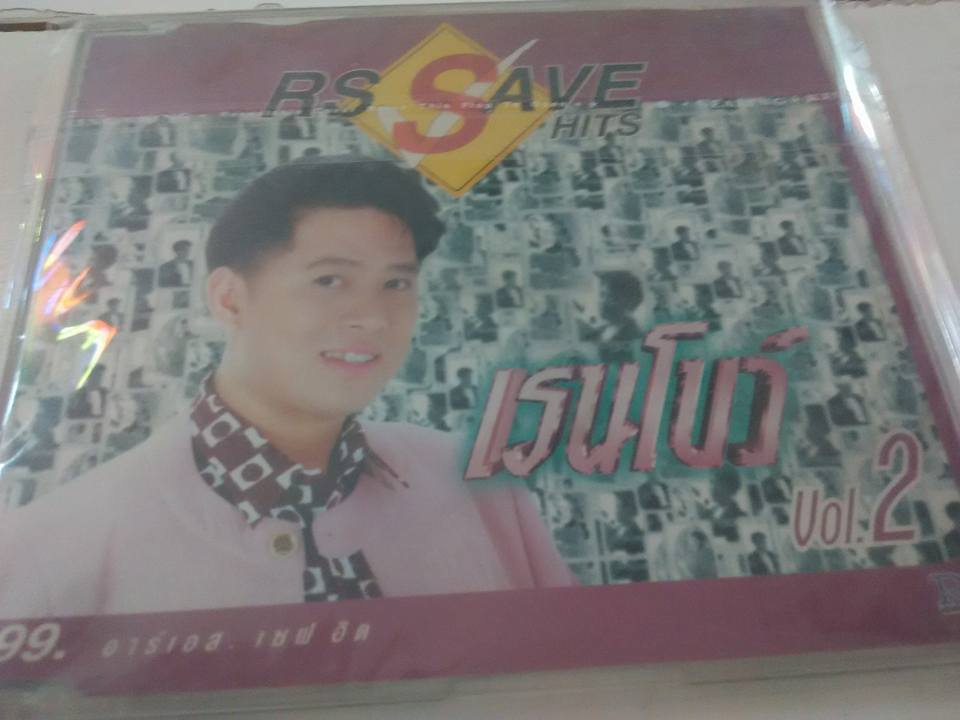 RS SAVE
HITS
เรนโบว์
Vol.2
99.
อาร์เอส. เซฟ ฮิต